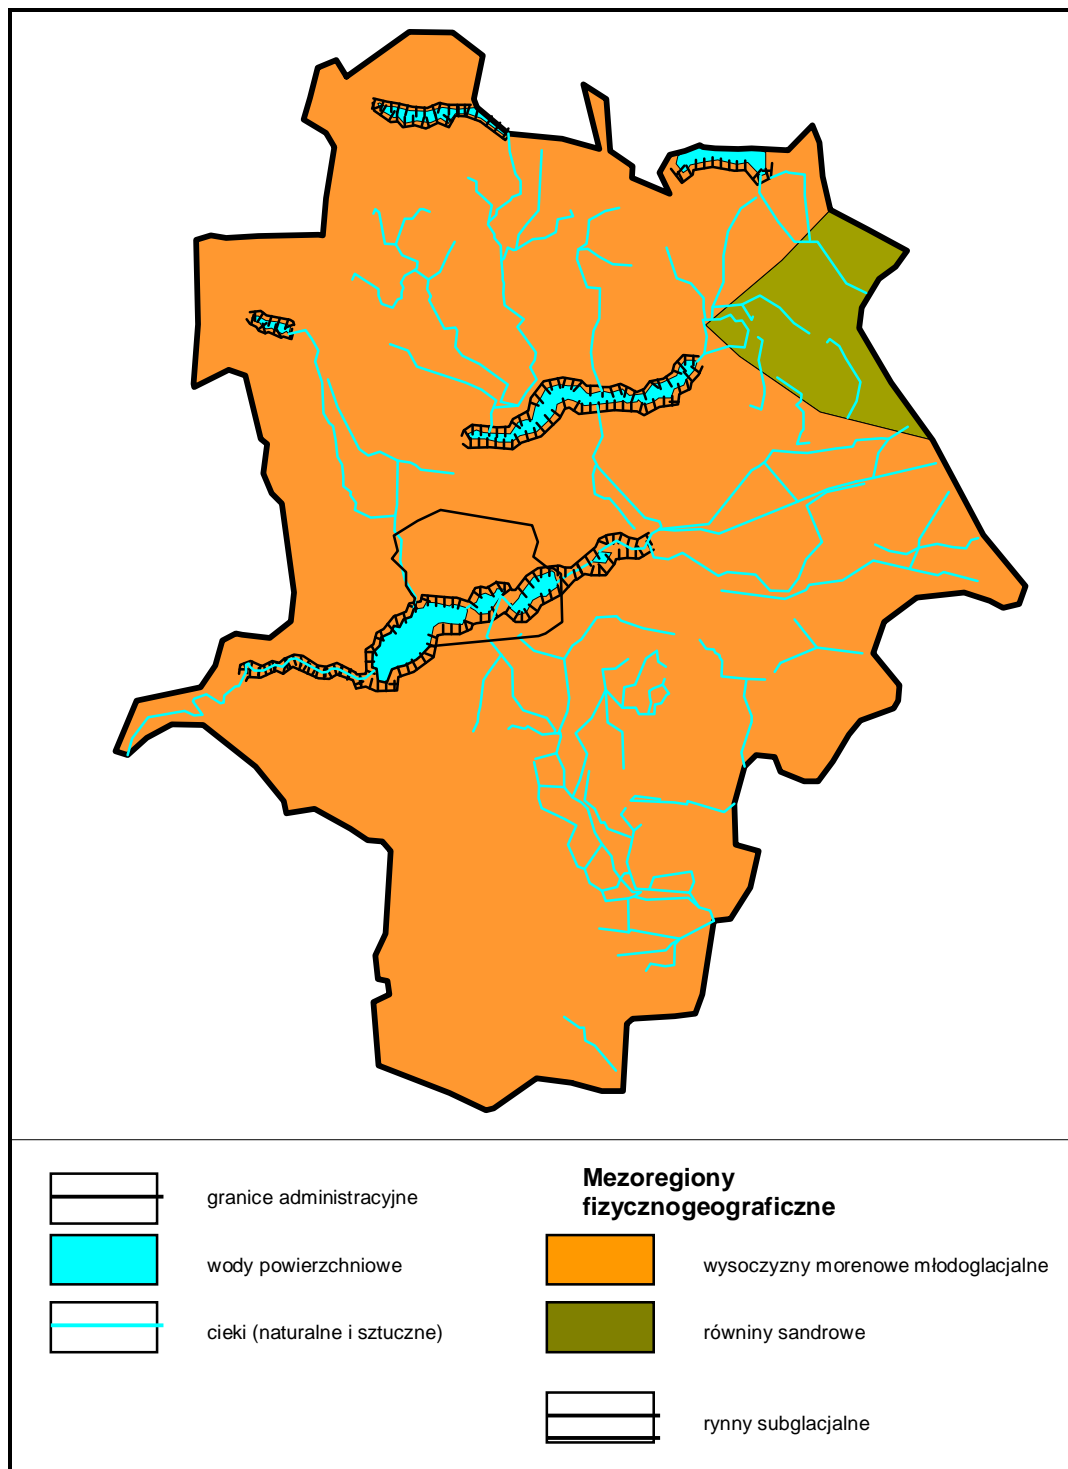 granice administracyjne
wody powierzchniowe
cieki (naturalne i sztuczne)
Mezoregiony
fizycznogeograficzne
wysoczyzny morenowe młodoglacjalne
równiny sandrowe
rynny subglacjalne